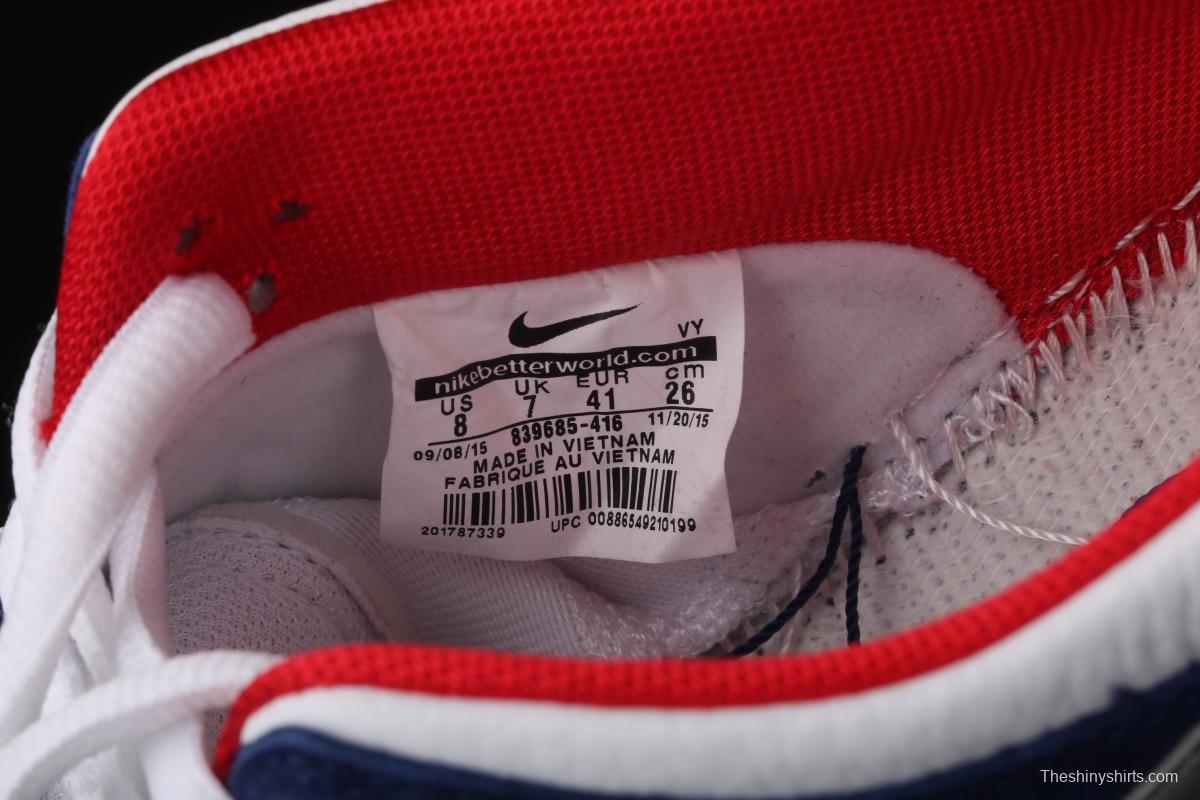 VY
nikebetterworld.com
US UK EUR cm
8 7 41 26
09/08/15 839685-416 11/20/15
MADE IN VIETNAM
FABRIQUE AU VIETNAM
201787339 UPC 00886549210199
Theshinyshirts.com